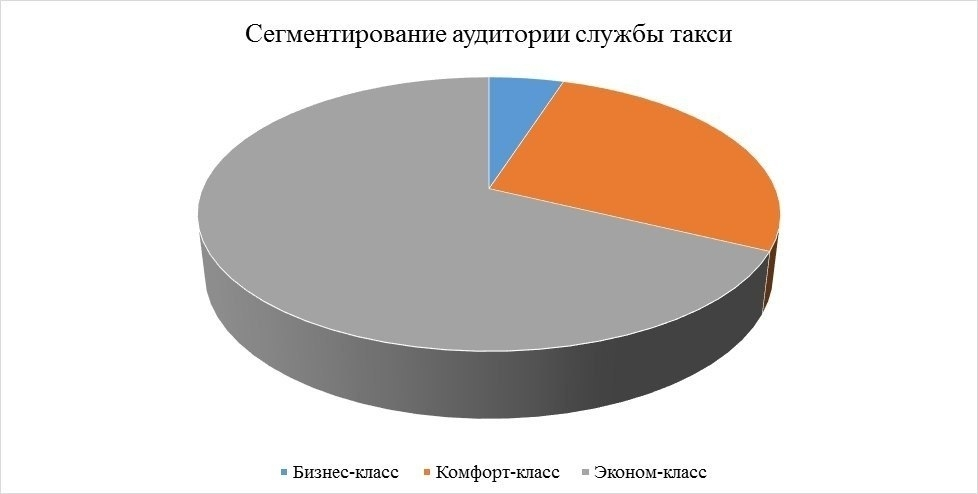 Сегментирование аудитории службы такси
Бизнес-класс Комфорт-класс Эконом-класс